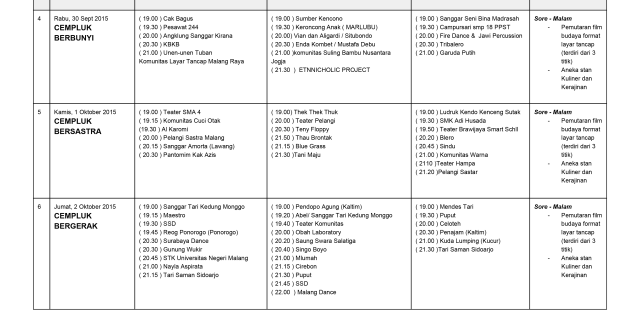 4
Rabu, 30 Sept 2015
CEMPLUK
BERBUNYI
( 19.00 ) Cak Bagus
( 19.30 ) Pesawat 244
( 20.00 ) Angklung Sanggar Kirana
( 20.30 ) KBKB
( 21.00 ) Unen-unen Tuban
Komunitas Layar Tancap Malang Raya
( 19.00 ) Sumber Kencono
( 19.30 ) Keroncong Anak ( MARLUBU)
( 20.00) Vian dan Aligardi / Situbondo
( 20.30 ) Enda Kombet / Mustafa Debu
( 21.00 )komunitas Suling Bambu Nusantara
Jogja
( 21.30 ) ETNNICHOLIC PROJECT
( 19.00 ) Sanggar Seni Bina Madrasah
( 19.30 ) Campursari smp 18 PPST
( 20.00 ) Fire Dance & Jawi Percussion
( 20.30 ) Tribalero
( 21.00 ) Garuda Putih
Sore - Malam
- Pemutaran film
budaya format
layar tancap
(terdiri dari 3
titik)
- Aneka stan
Kuliner dan
Kerajinan
5
Kamis, 1 Oktober 2015
CEMPLUK
BERSASTRA
( 19.00 ) Teater SMA 4
( 19.15 ) Komunitas Cuci Otak
(19.30 ) Al Karomi
( 20.00 ) Pelangi Sastra Malang
( 20.15 ) Sanggar Amorta (Lawang)
( 20.30 ) Pantomim Kak Azis
( 19.00) Thek Thek Thuk
( 20.00 ) Teater Pelangi
( 20.30 ) Teny Floppy
( 21.50 ) Thau Brontak
( 21.15 ) Blue Grass
( 21.30 )Tani Maju
( 19.00 ) Ludruk Kendo Kenceng Sutak
( 19.30 ) SMK Adi Husada
( 19.50 ) Teater Brawijaya Smart Schil
( 20.20 ) Blero
( 20.45 ) Sindu
( 21.00 ) Komunitas Warna
( 2110 )Teater Hampa
( 21.20 )Pelangi Sastar
Sore - Malam
- Pemutaran film
budaya format
layar tancap
(terdiri dari 3
titik)
- Aneka stan
Kuliner dan
Kerajinan
6
Jumat, 2 Oktober 2015
CEMPLUK
BERGERAK
( 19.00 ) Sanggar Tari Kedung Monggo
( 19.15 ) Maestro
( 19.30 ) SSD
( 19.45 ) Reog Ponorogo (Ponorogo)
( 20.30 ) Surabaya Dance
( 20.30 ) Gunung Wukir
( 20.45 ) STK Universitas Negeri Malang
( 21.00 ) Nayla Aspirata
( 21.15 ) Tari Saman Sidoarjo
( 19.00 ) Pendopo Agung (Kaltim)
( 19.20 ) Abeil Sanggar Tari Kedung Monggo
( 19.40 ) Teater Komunitas
( 20.00 ) Obah Laboratory
( 20.20 ) Saung Swara Salatiga
( 20.40 ) Singo Boyo
( 21.00 ) Mlumah
( 21.15 ) Cirebon
( 21.30 ) Puput
( 21.45 ) SSD
( 22.00 ) Malang Dance
( 19.00 ) Mendes Tari
( 19.30 ) Puput
( 20.00 ) Celoteh
( 20.30 ) Penajam (Kaltim)
( 21.00 ) Kuda Lumping (Kucur)
( 21.30 )Tari Saman Sidoarjo
Sore - Malam
- Pemutaran film
budaya format
layar tancap
(terdiri dari 3
titik)
- Aneka stan
Kuliner dan
Kerajinan